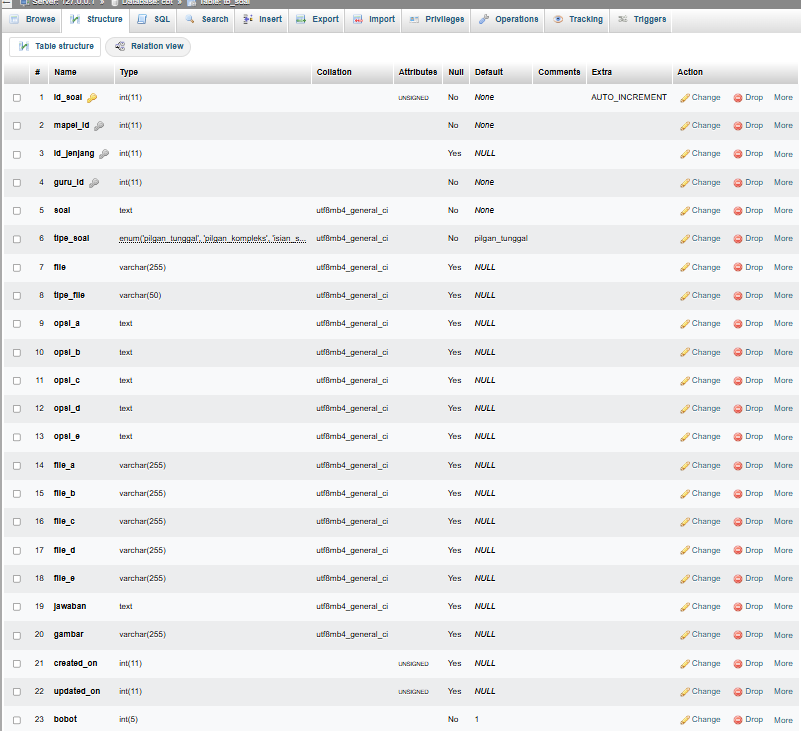 Server: 127.0.0.1 » Database: cbt » Table: tb_soal
Browse Structure SQL Search Insert Export Import Privileges Operations Tracking Triggers
Table structure Relation view
# Name Type Collation Attributes Null Default Comments Extra Action
1 id_soal int(11) UNSIGNED No None AUTO_INCREMENT Change Drop More
2 mapel_id int(11) No None Change Drop More
3 id_jenjang int(11) Yes NULL Change Drop More
4 guru_id int(11) No None Change Drop More
5 soal text utf8mb4_general_ci No None Change Drop More
6 tipe_soal enum('pilgan_tunggal', 'pilgan_kompleks', 'isian_s... utf8mb4_general_ci No pilgan_tunggal Change Drop More
7 file varchar(255) utf8mb4_general_ci Yes NULL Change Drop More
8 tipe_file varchar(50) utf8mb4_general_ci Yes NULL Change Drop More
9 opsi_a text utf8mb4_general_ci Yes NULL Change Drop More
10 opsi_b text utf8mb4_general_ci Yes NULL Change Drop More
11 opsi_c text utf8mb4_general_ci Yes NULL Change Drop More
12 opsi_d text utf8mb4_general_ci Yes NULL Change Drop More
13 opsi_e text utf8mb4_general_ci Yes NULL Change Drop More
14 file_a varchar(255) utf8mb4_general_ci Yes NULL Change Drop More
15 file_b varchar(255) utf8mb4_general_ci Yes NULL Change Drop More
16 file_c varchar(255) utf8mb4_general_ci Yes NULL Change Drop More
17 file_d varchar(255) utf8mb4_general_ci Yes NULL Change Drop More
18 file_e varchar(255) utf8mb4_general_ci Yes NULL Change Drop More
19 jawaban text utf8mb4_general_ci Yes NULL Change Drop More
20 gambar varchar(255) utf8mb4_general_ci Yes NULL Change Drop More
21 created_on int(11) UNSIGNED Yes NULL Change Drop More
22 updated_on int(11) UNSIGNED Yes NULL Change Drop More
23 bobot int(5) No 1 Change Drop More